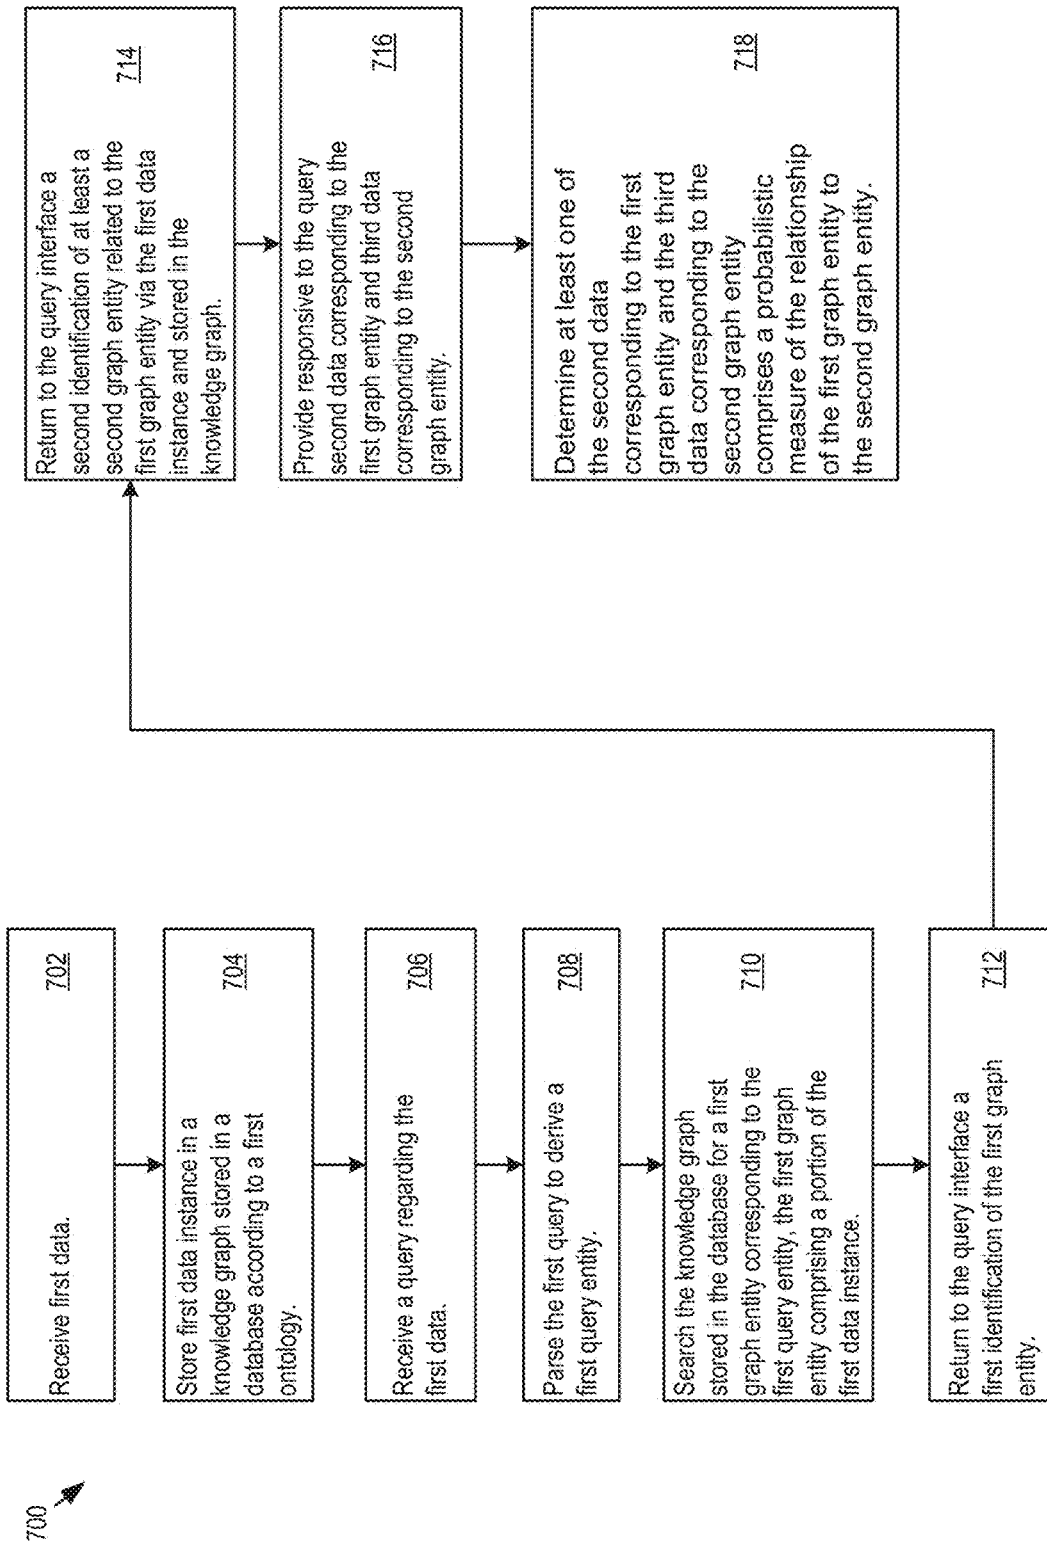 700
702
Receive first data.
704
Store first data instance in a
knowledge graph stored in a
database according to a first
ontology.
706
Receive a query regarding the
first data.
708
Parse the first query to derive a
first query entity.
710
Search the knowledge graph
stored in the database for a first
graph entity corresponding to the
first query entity, the first graph
entity comprising a portion of the
first data instance.
712
Return to the query interface a
first identification of the first graph
entity.
714
Return to the query interface a
second identification of at least a
second graph entity related to the
first graph entity via the first data
instance and stored in the
knowledge graph.
716
Provide responsive to the query
second data corresponding to the
first graph entity and third data
corresponding to the second
graph entity.
718
Determine at least one of
the second data
corresponding to the first
graph entity and the third
data corresponding to the
second graph entity
comprises a probabilistic
measure of the relationship
of the first graph entity to
the second graph entity.